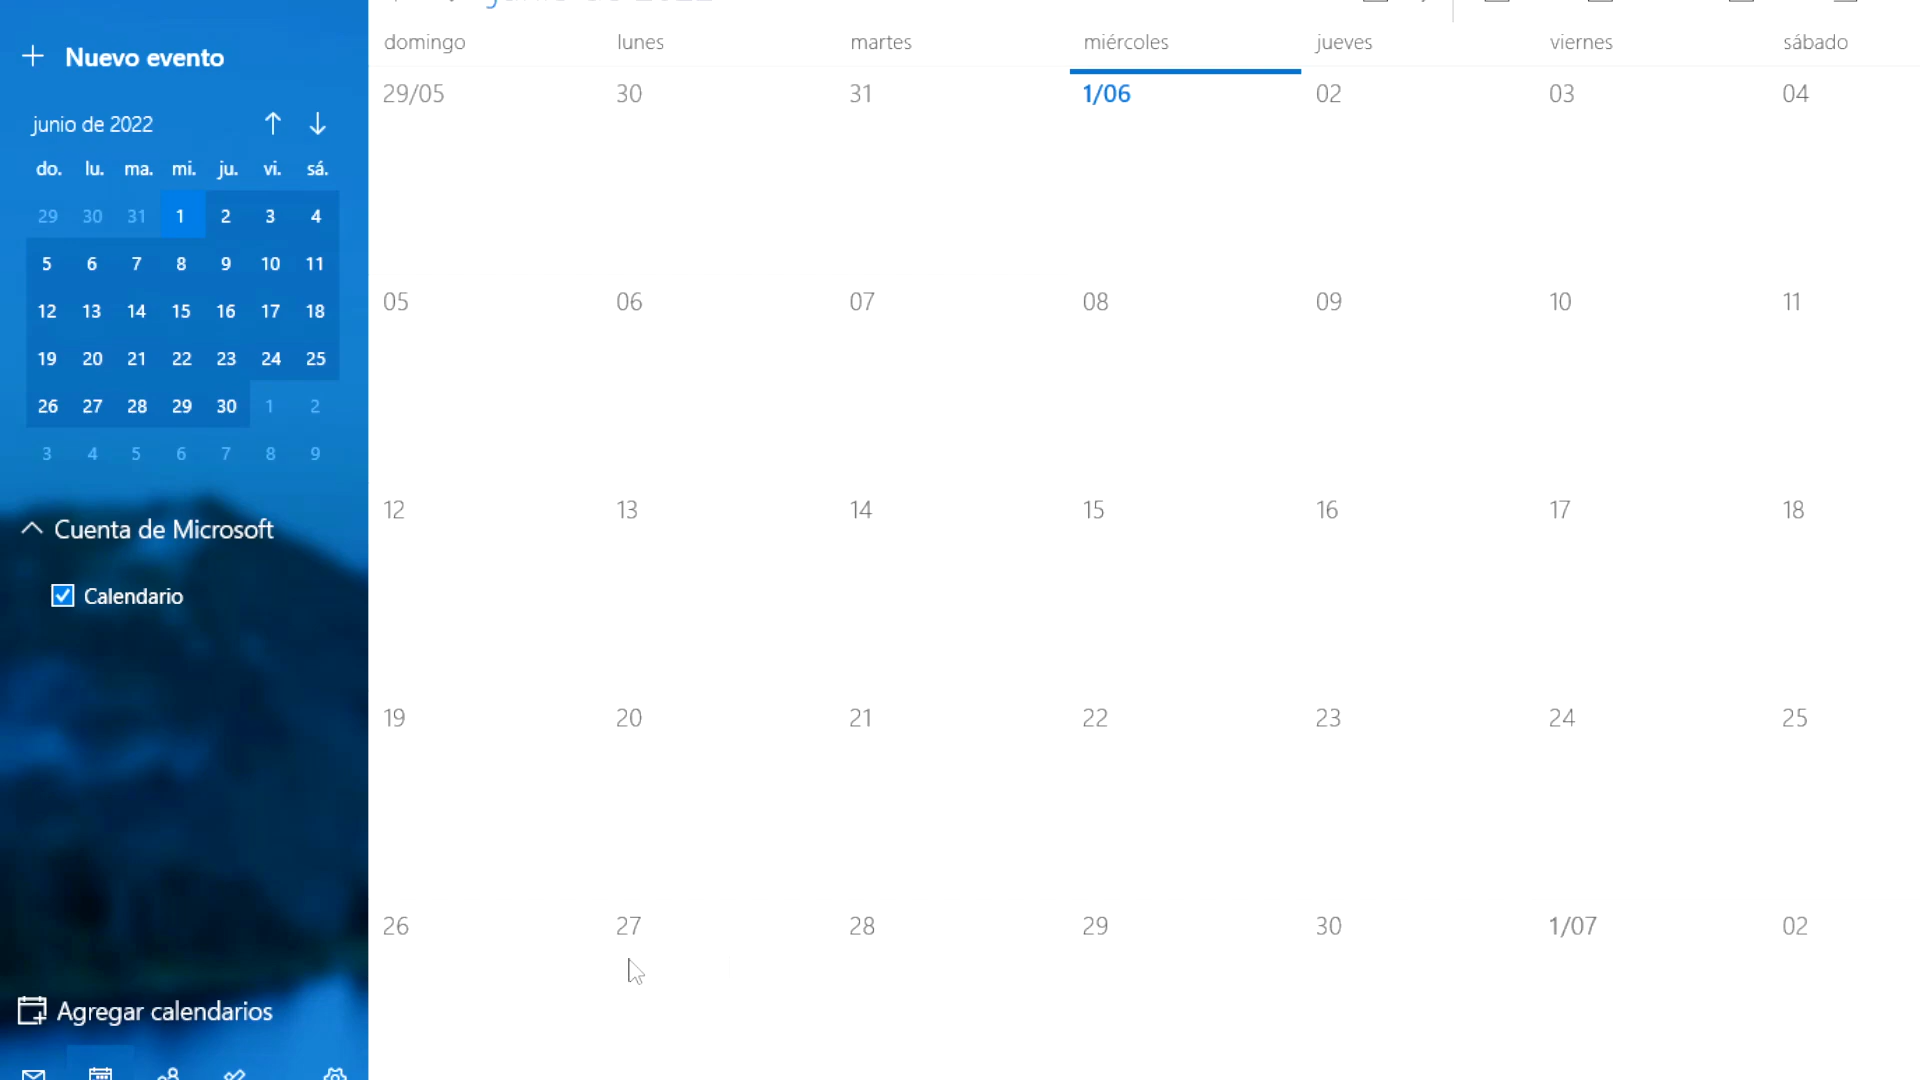 junio de 2022
Nuevo evento
junio de 2022
do. lu. ma. mi. ju. vi. sá.
29 30 31 1 2 3 4
5 6 7 8 9 10 11
12 13 14 15 16 17 18
19 20 21 22 23 24 25
26 27 28 29 30 1 2
3 4 5 6 7 8 9
Cuenta de Microsoft
Calendario
Agregar calendarios
domingo lunes martes miércoles jueves viernes sábado
29/05 30 31 1/06 02 03 04
05 06 07 08 09 10 11
12 13 14 15 16 17 18
19 20 21 22 23 24 25
26 27 28 29 30 1/07 02